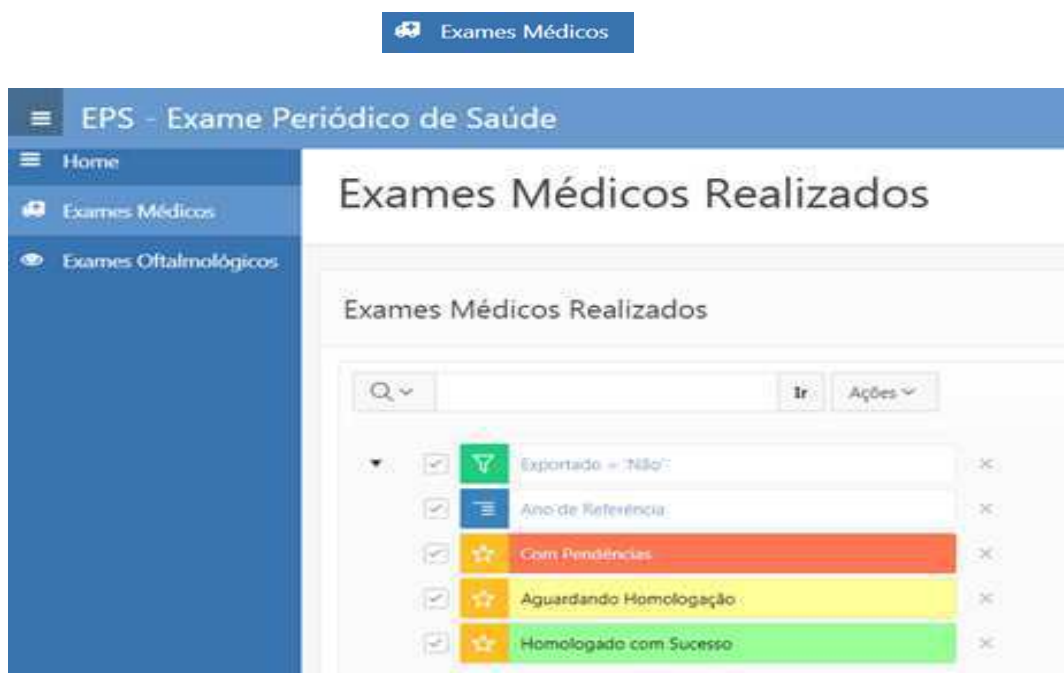 Exames Médicos
EPS - Exame Periódico de Saúde
Home
Exames Médicos
Exames Oftalmológicos
Exames Médicos Realizados
Exames Médicos Realizados
Ir
Ações
Exportado = 'Não'
Ano de Referência
Com Pendências
Aguardando Homologação
Homologado com Sucesso